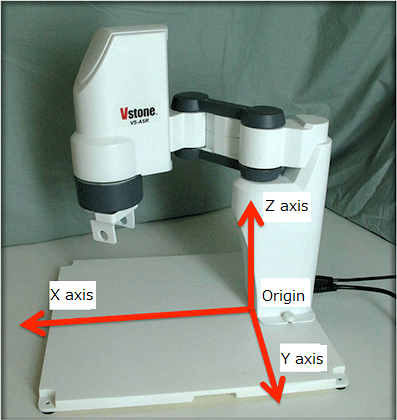 Vstone
VS-ASR
Z axis
X axis
Origin
Y axis